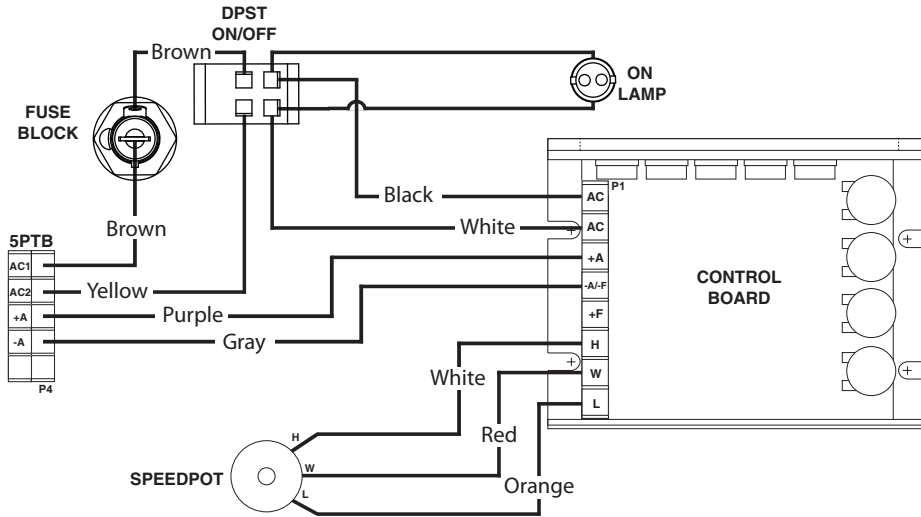 DPST
ON/OFF
Brown
ON
LAMP
FUSE
BLOCK
P1
Black
AC
White
AC
Brown
5PTB
AC1
+A
CONTROL
BOARD
AC2
Yellow
-A/-F
+A
Purple
+F
-A
Gray
H
P4
White
W
L
Red
H
SPEEDPOT
W
L
Orange